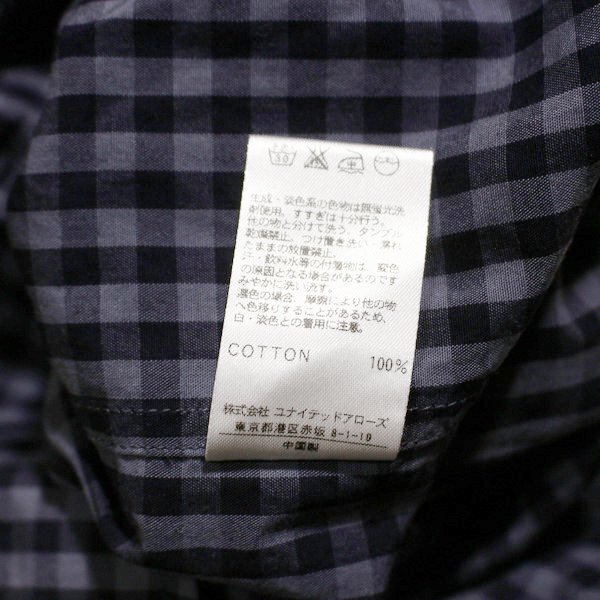 生成・淡色系の色物は無蛍光洗
剤使用。すすぎは十分行う。
他の物と分けて洗う。タンブル
乾燥禁止。つけ置き洗い・濡れ
たままの放置禁止。
汗・飲料水等の付着物は、変色
の原因となる場合があるのです
みやかに洗い流す。
濃色の場合、摩擦により他の物
へ色移りすることがあるため、
白・淡色との着用に注意。
COTTON 100%
株式会社 ユナイテッドアローズ
東京都港区赤坂 8-1-19
中国製